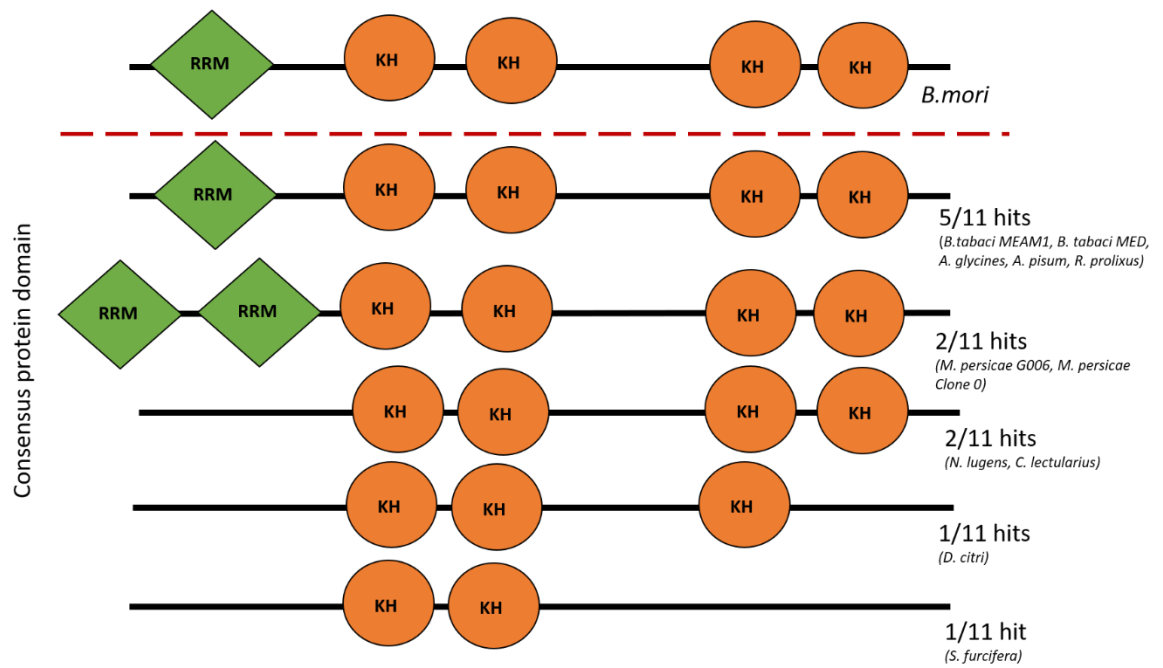 RRM KH KH KH KH
B.mori
RRM KH KH KH KH
5/11 hits
(B.tabaci MEAM1, B. tabaci MED,
A. glycines, A. pisum, R. prolixus)
Consensus protein domain
RRM RRM KH KH KH KH
2/11 hits
(M. persicae G006, M. persicae
Clone 0)
KH KH KH KH
2/11 hits
(N. lugens, C. lectularius)
KH KH KH
1/11 hits
(D. citri)
KH KH
1/11 hit
(S. furcifera)